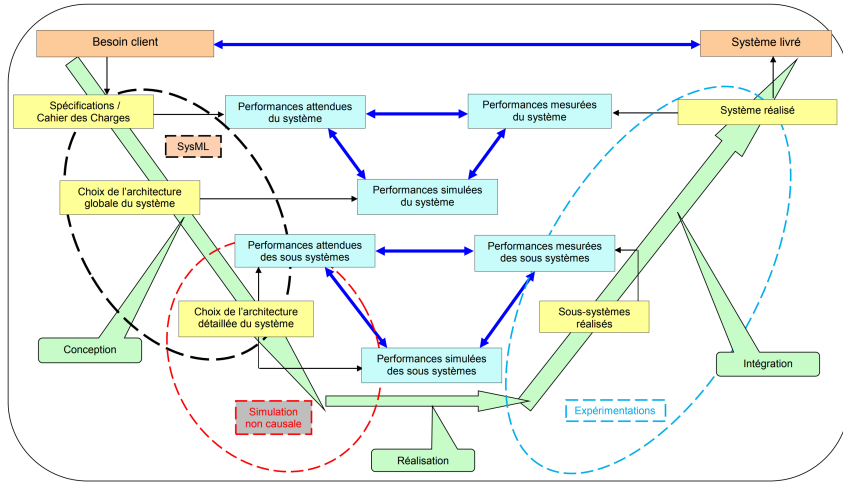 Besoin client
Système livré
Spécifications /
Cahier des Charges
Performances attendues
du système
Performances mesurées
du système
Système réalisé
SysML
Choix de l'architecture
globale du système
Performances simulées
du système
Performances attendues
des sous systèmes
Performances mesurées
des sous systèmes
Choix de l'architecture
détaillée du système
Sous-systèmes
réalisés
Conception
Performances simulées
des sous systèmes
Intégration
Simulation
non causale
Expérimentations
Réalisation